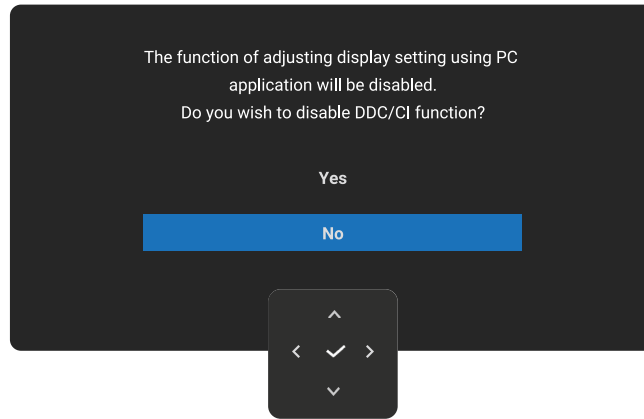 The function of adjusting display setting using PC
application will be disabled.
Do you wish to disable DDC/CI function?
Yes
No